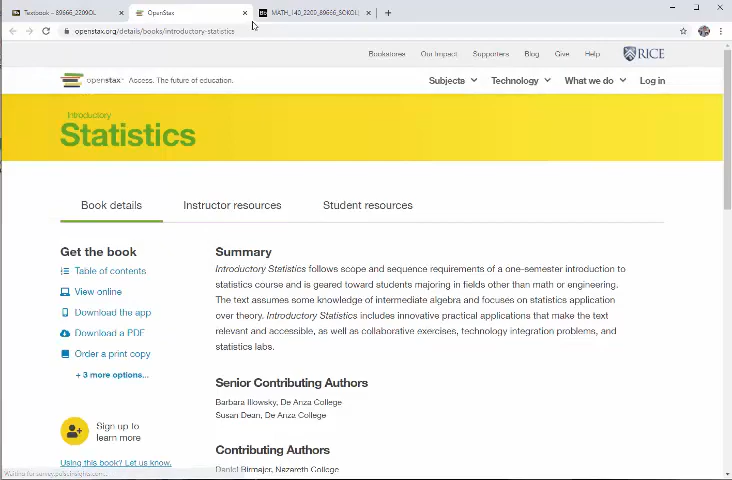 Textbook - 89666_2209OL
OpenStax
openstax.org/details/books/introductory-statistics
Bookstores Our Impact Supporters Blog Give Help RICE
openstax Access. The future of education.
Subjects Technology What we do Log in
Introductory
Statistics
Book details Instructor resources Student resources
Get the book
Table of contents
View online
Download the app
Download a PDF
Order a print copy
+ 3 more options...
Sign up to
learn more
Using this book? Let us know.
Summary
Introductory Statistics follows scope and sequence requirements of a one-semester introduction to
statistics course and is geared toward students majoring in fields other than math or engineering.
The text assumes some knowledge of intermediate algebra and focuses on statistics application
over theory. Introductory Statistics includes innovative practical applications that make the text
relevant and accessible, as well as collaborative exercises, technology integration problems, and
statistics labs.
Senior Contributing Authors
Barbara Illowsky, De Anza College
Susan Dean, De Anza College
Contributing Authors
Daniel Birmajer, Nazareth College
Waiting for